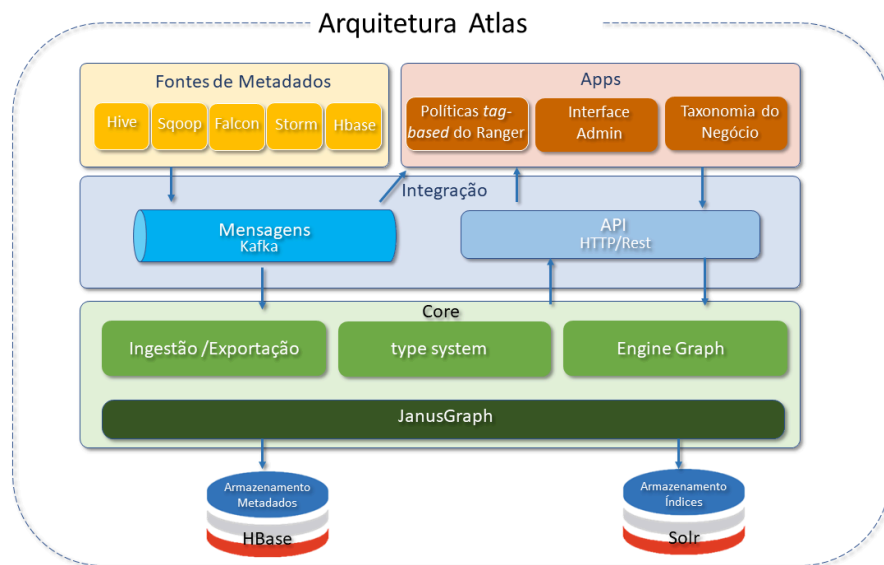 Arquitetura Atlas
Fontes de Metadados
Hive
Sqoop
Falcon
Storm
Hbase
Apps
Políticas tag-
based do Ranger
Interface
Admin
Taxonomia do
Negócio
Integração
Mensagens
Kafka
API
HTTP/Rest
Core
Ingestão /Exportação
type system
Engine Graph
JanusGraph
Armazenamento
Metadados
HBase
Armazenamento
Índices
Solr